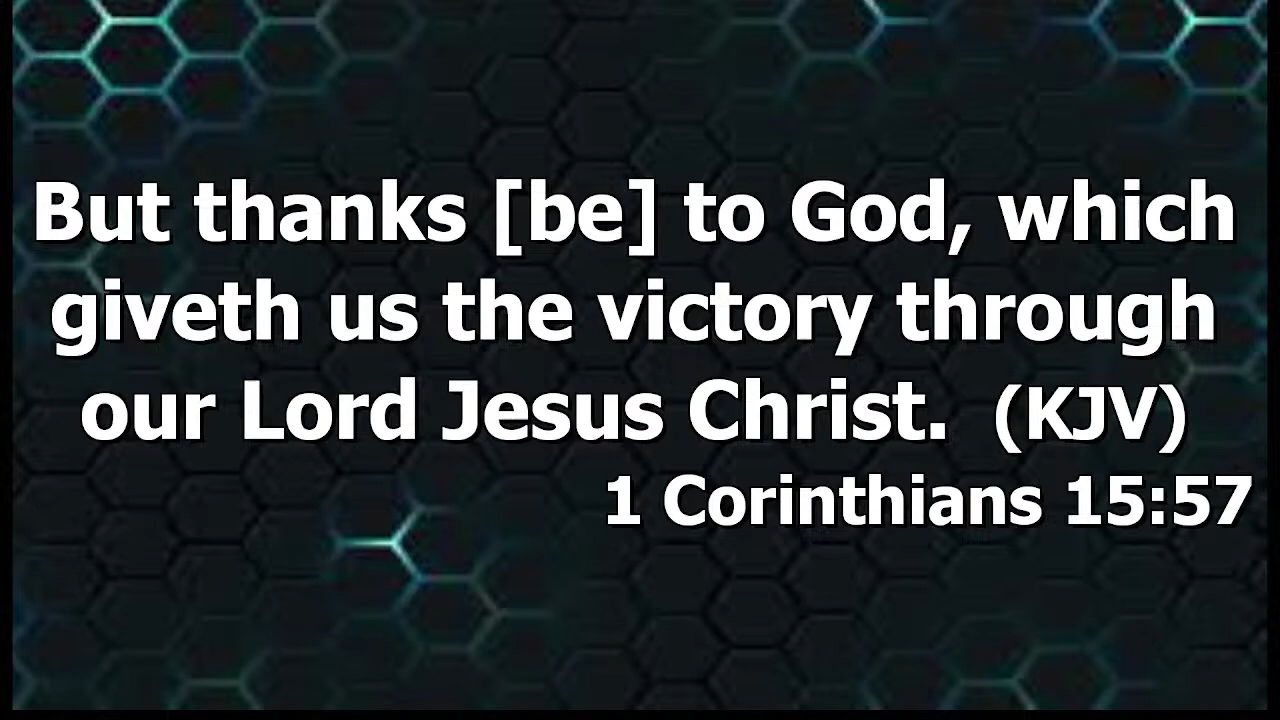 But thanks [be] to God, which
giveth us the victory through
our Lord Jesus Christ.  (KJV)
1 Corinthians 15:57